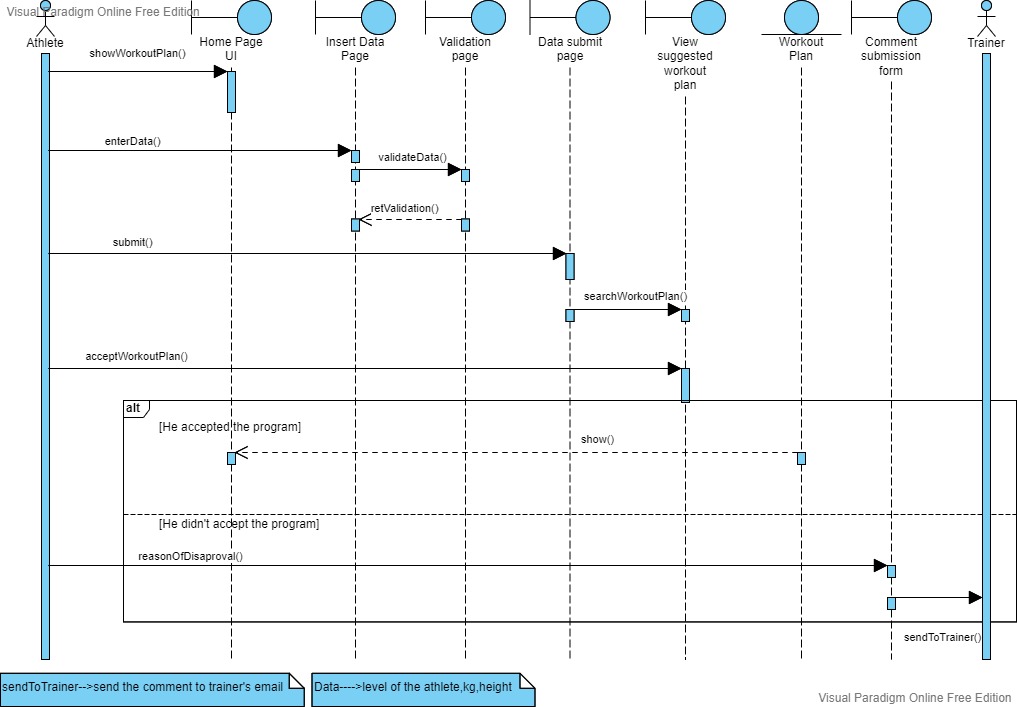 Visual Paradigm Online Free Edition
Athlete
Home Page
UI
Insert Data
Page
Validation
page
Data submit
page
View
suggested
workout
plan
Workout
Plan
Comment
submission
form
Trainer
showWorkoutPlan()
enterData()
validateData()
retValidation()
submit()
searchWorkoutPlan()
acceptWorkoutPlan()
alt
[He accepted the program]
show()
[He didn't accept the program]
reasonOfDisaproval()
sendToTrainer()
sendToTrainer-->send the comment to trainer's email
Data---->level of the athlete,kg,height
Visual Paradigm Online Free Edition